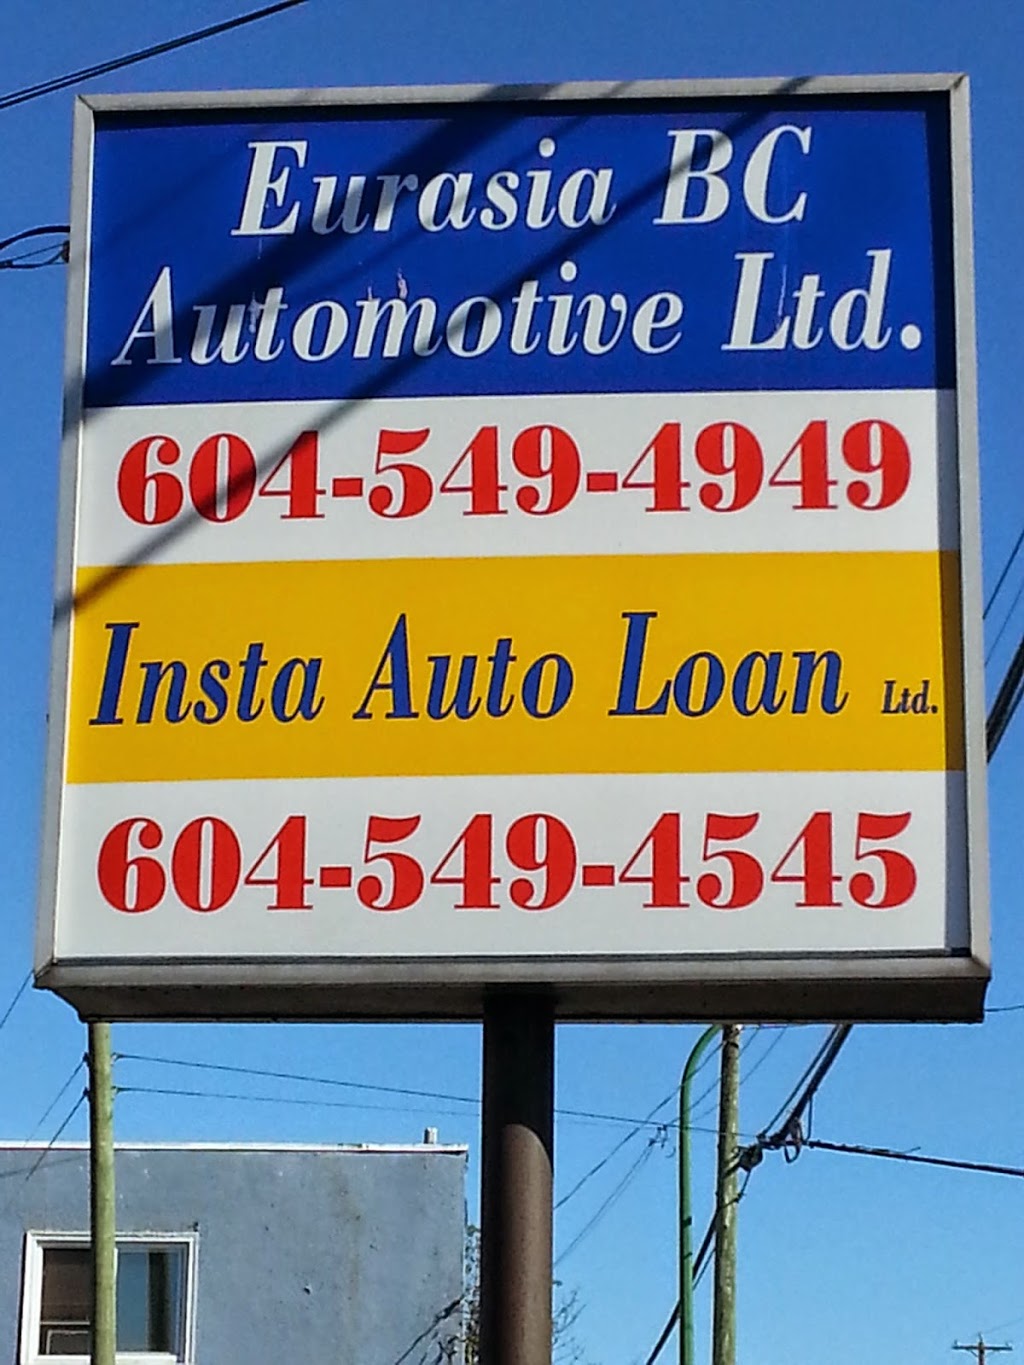 Eurasia BC
Automotive Ltd.
604-549-4949
Insta Auto Loan Ltd.
604-549-4545